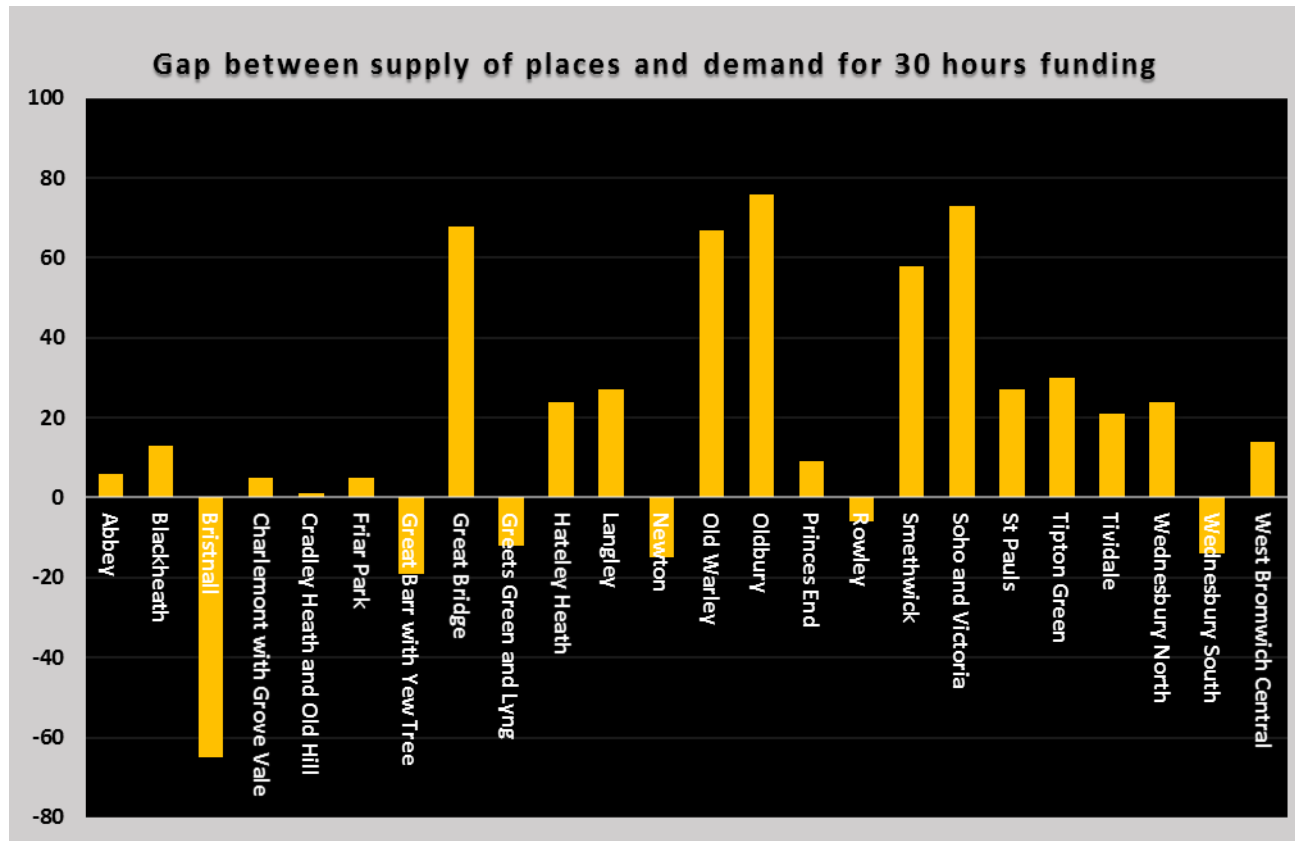 Gap between supply of places and demand for 30 hours funding
100
80
60
40
20
0
-20
-40
-60
-80
Abbey
Blackheath
Bristnall
Charlemont with Grove Vale
Cradley Heath and Old Hill
Friar Park
Great Barr with Yew Tree
Great Bridge
Greets Green and Lyng
Hateley Heath
Langley
Newton
Old Warley
Oldbury
Princes End
Rowley
Smethwick
Soho and Victoria
St Pauls
Tipton Green
Tividale
Wednesbury North
Wednesbury South
West Bromwich Central